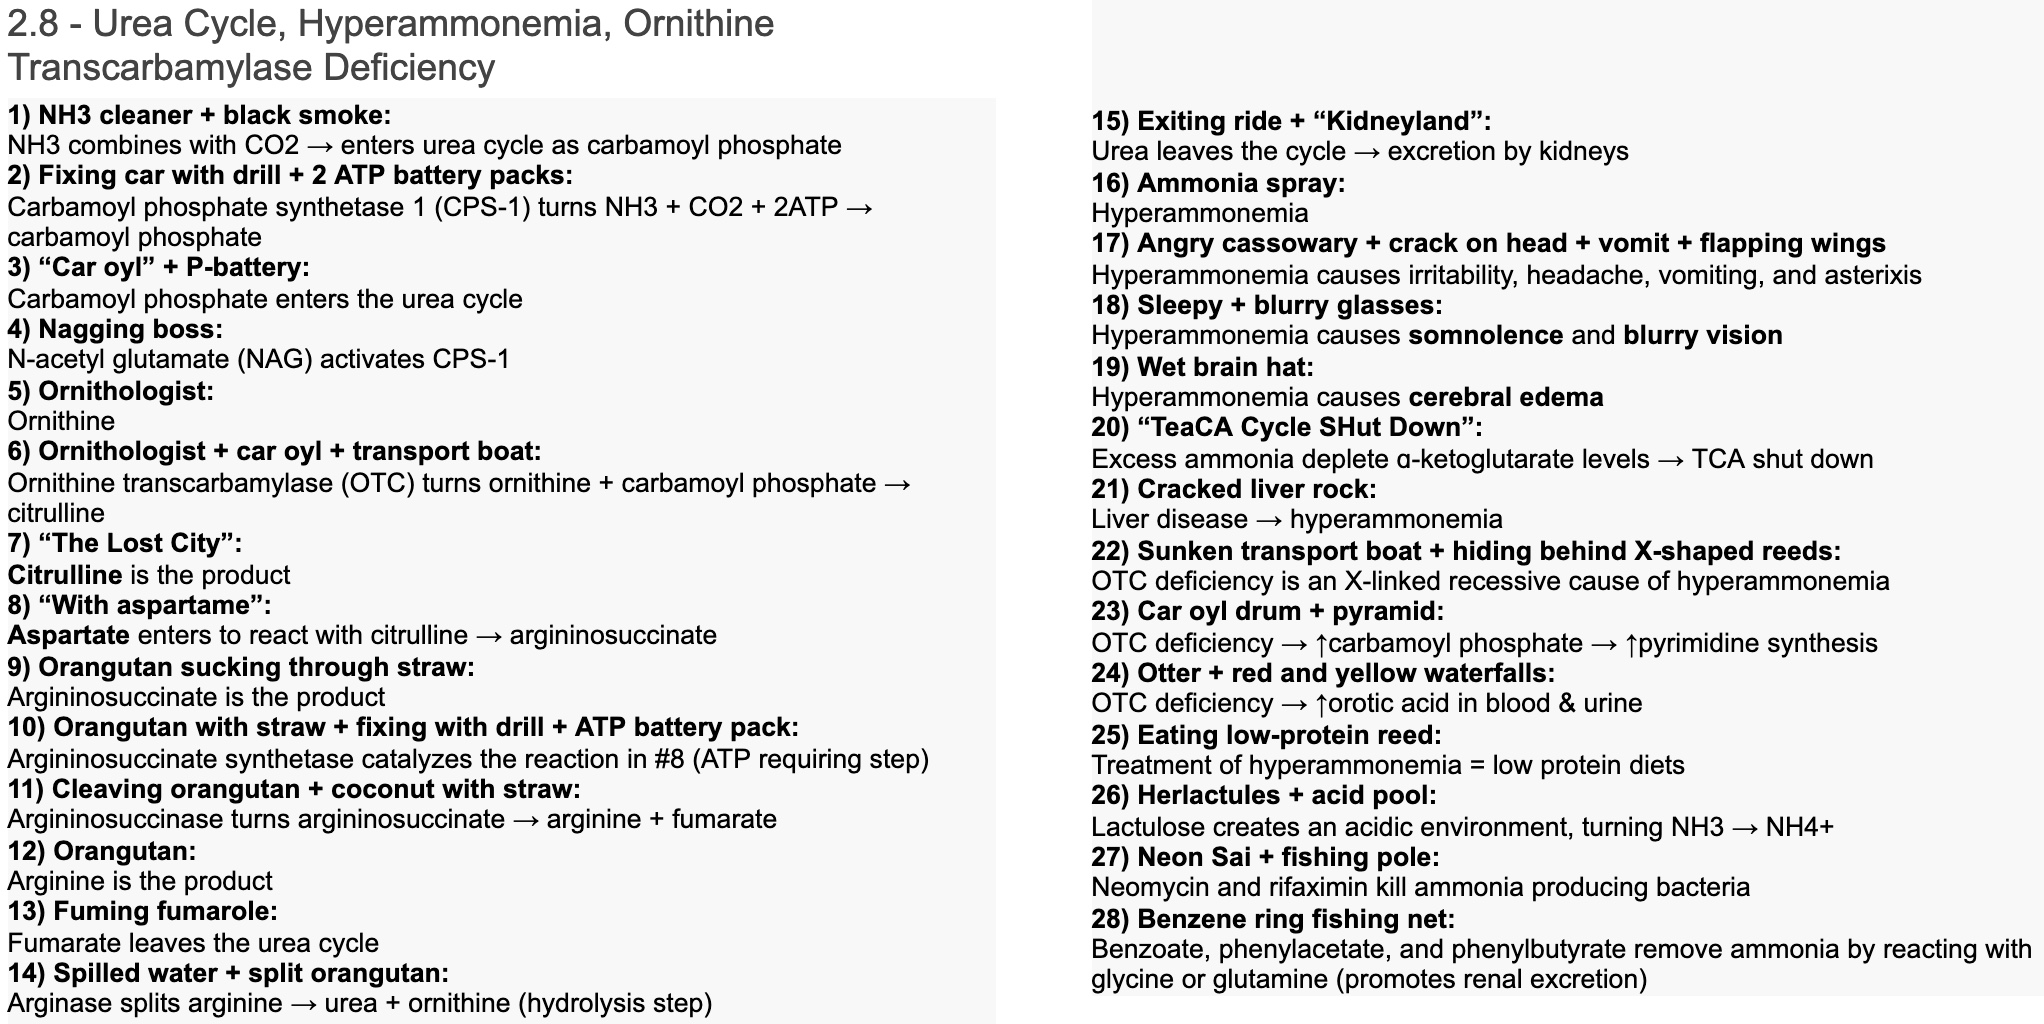 2.8 - Urea Cycle, Hyperammonemia, Ornithine
Transcarbamylase Deficiency
1) NH3 cleaner + black smoke:
NH3 combines with CO2 → enters urea cycle as carbamoyl phosphate
2) Fixing car with drill + 2 ATP battery packs:
Carbamoyl phosphate synthetase 1 (CPS-1) turns NH3 + CO2 + 2ATP →
carbamoyl phosphate
3) “Car oyl” + P-battery:
Carbamoyl phosphate enters the urea cycle
4) Nagging boss:
N-acetyl glutamate (NAG) activates CPS-1
5) Ornithologist:
Ornithine
6) Ornithologist + car oyl + transport boat:
Ornithine transcarbamylase (OTC) turns ornithine + carbamoyl phosphate →
citrulline
7) “The Lost City”:
Citrulline is the product
8) “With aspartame”:
Aspartate enters to react with citrulline → argininosuccinate
9) Orangutan sucking through straw:
Argininosuccinate is the product
10) Orangutan with straw + fixing with drill + ATP battery pack:
Argininosuccinate synthetase catalyzes the reaction in #8 (ATP requiring step)
11) Cleaving orangutan + coconut with straw:
Argininosuccinase turns argininosuccinate → arginine + fumarate
12) Orangutan:
Arginine is the product
13) Fuming fumarole:
Fumarate leaves the urea cycle
14) Spilled water + split orangutan:
Arginase splits arginine → urea + ornithine (hydrolysis step)
15) Exiting ride + “Kidneyland”:
Urea leaves the cycle → excretion by kidneys
16) Ammonia spray:
Hyperammonemia
17) Angry cassowary + crack on head + vomit + flapping wings
Hyperammonemia causes irritability, headache, vomiting, and asterixis
18) Sleepy + blurry glasses:
Hyperammonemia causes somnolence and blurry vision
19) Wet brain hat:
Hyperammonemia causes cerebral edema
20) “TeaCA Cycle SHut Down”:
Excess ammonia deplete α-ketoglutarate levels → TCA shut down
21) Cracked liver rock:
Liver disease → hyperammonemia
22) Sunken transport boat + hiding behind X-shaped reeds:
OTC deficiency is an X-linked recessive cause of hyperammonemia
23) Car oyl drum + pyramid:
OTC deficiency → ↑carbamoyl phosphate → ↑pyrimidine synthesis
24) Otter + red and yellow waterfalls:
OTC deficiency → ↑orotic acid in blood & urine
25) Eating low-protein reed:
Treatment of hyperammonemia = low protein diets
26) Herlactules + acid pool:
Lactulose creates an acidic environment, turning NH3 → NH4+
27) Neon Sai + fishing pole:
Neomycin and rifaximin kill ammonia producing bacteria
28) Benzene ring fishing net:
Benzoate, phenylacetate, and phenylbutyrate remove ammonia by reacting with
glycine or glutamine (promotes renal excretion)